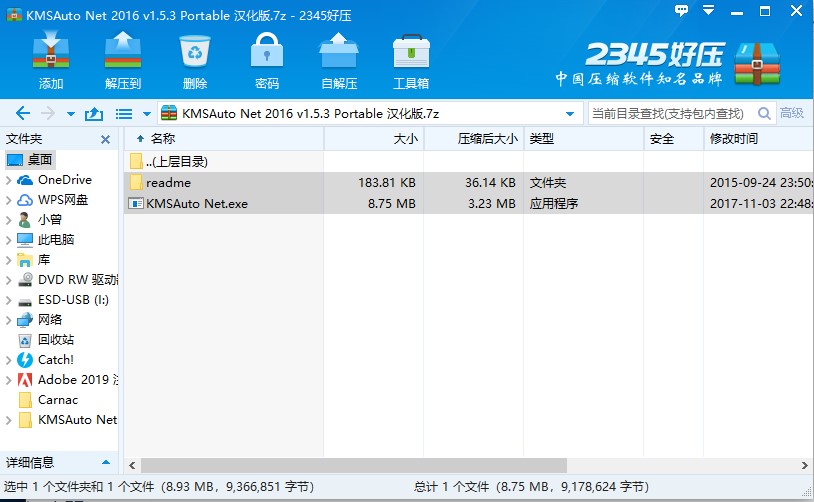 KMSAuto Net 2016 v1.5.3 Portable 汉化版.7z - 2345好压
添加 解压到 删除 密码 自解压 工具箱
2345好压
中国压缩软件知名品牌
KMSAuto Net 2016 v1.5.3 Portable 汉化版.7z 当前目录查找(支持包内查找) 高级
文件夹 名称 大小 压缩后大小 类型 安全 修改时间
桌面 ..(上层目录)
OneDrive readme 183.81 KB 36.14 KB 文件夹 2015-09-24 23:50:
WPS网盘 KMSAuto Net.exe 8.75 MB 3.23 MB 应用程序 2017-11-03 22:48:
小曾
此电脑
库
DVD RW 驱动
ESD-USB (I:)
网络
回收站
Catch!
Adobe 2019
Carnac
KMSAuto Net
详细信息
选中 1 个文件夹和 1 个文件（8.93 MB，9,366,851 字节） 总计 1 个文件（8.75 MB，9,178,624 字节）